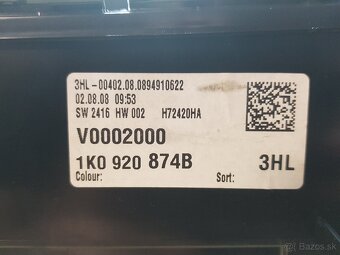 3HL-00402.08.0894910622
02.08.08 09:53
SW 2416 HW 002 H72420HA
V0002000
1K0 920 874B 3HL
Colour: Sort:
Bazos.sk